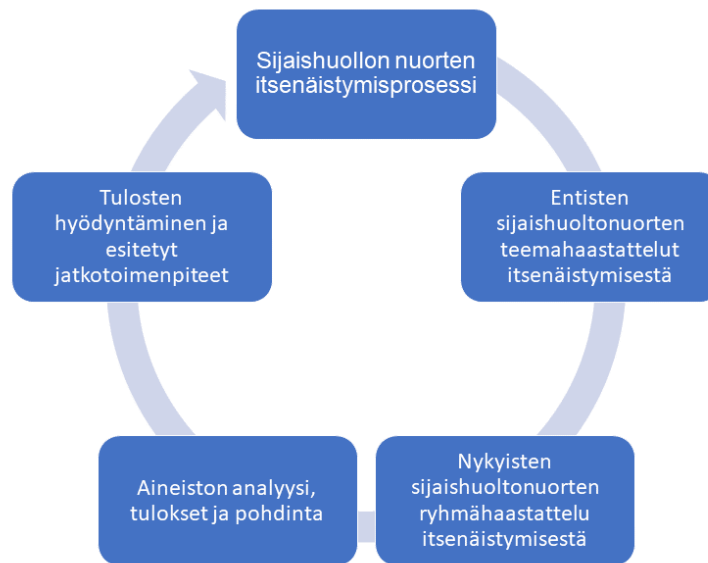 Sijaishuollon nuorten
itsenäistymisprosessi
Entisten
sijaishuoltonuorten
teemahaastattelut
itsenäistymisestä
Nykyisten
sijaishuoltonuorten
ryhmähaastattelu
itsenäistymisestä
Aineiston analyysi,
tulokset ja pohdinta
Tulosten
hyödyntäminen ja
esitetyt
jatkotoimenpiteet